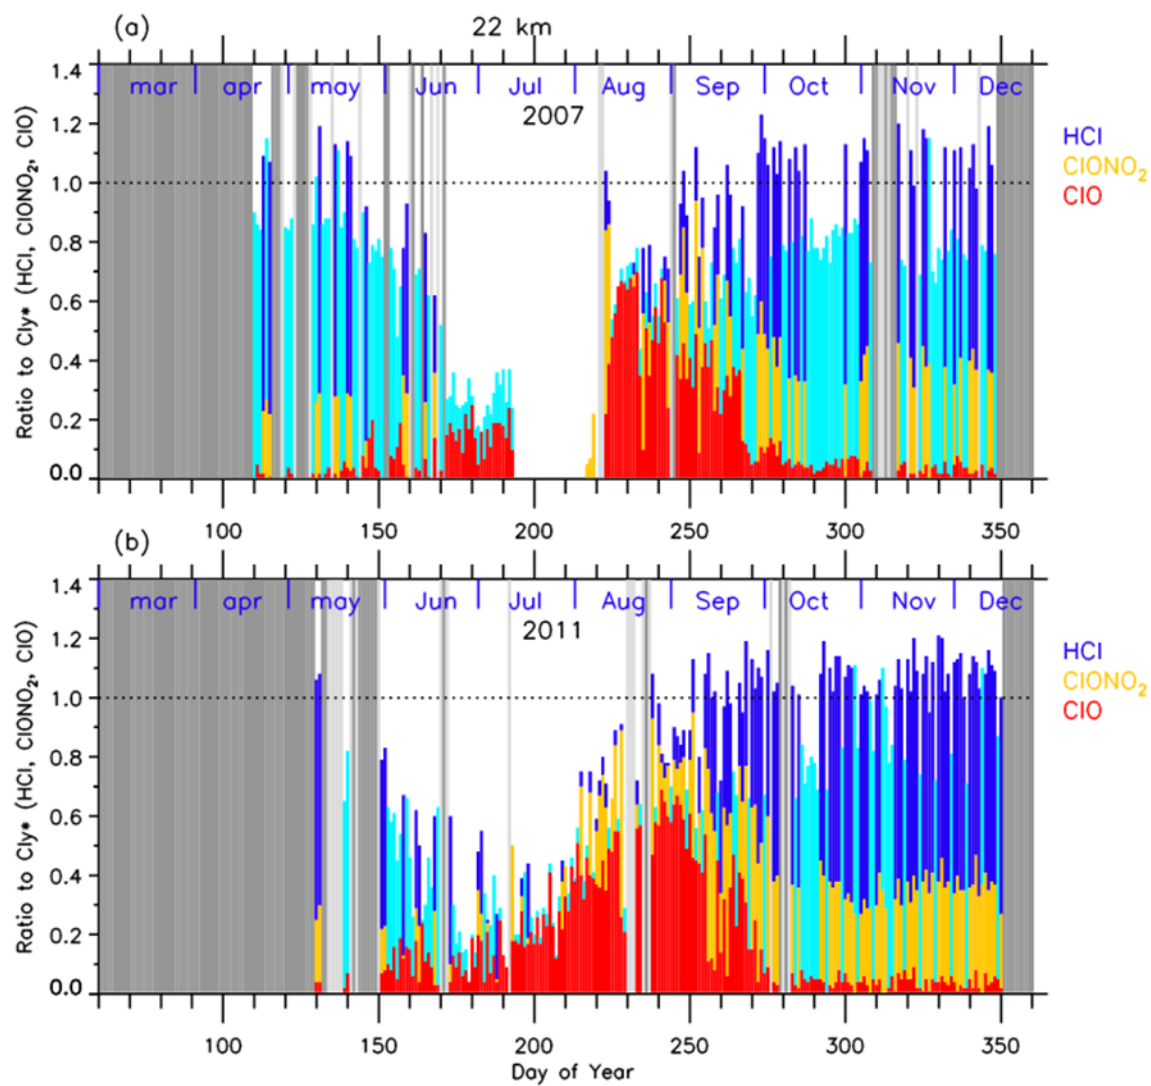 (a) 22 km
1.4 mar apr may Jun Jul Aug Sep Oct Nov Dec
2007
1.2
HCl
ClONO2
1.0
ClO
0.8
0.6
0.4
0.2
0.0
Ratio to Cly* (HCl, ClONO2, ClO)
100 150 200 250 300 350
(b)
1.4 mar apr may Jun Jul Aug Sep Oct Nov Dec
2011
1.2
HCl
ClONO2
1.0
ClO
0.8
0.6
0.4
0.2
0.0
Ratio to Cly* (HCl, ClONO2, ClO)
100 150 200 250 300 350
Day of Year